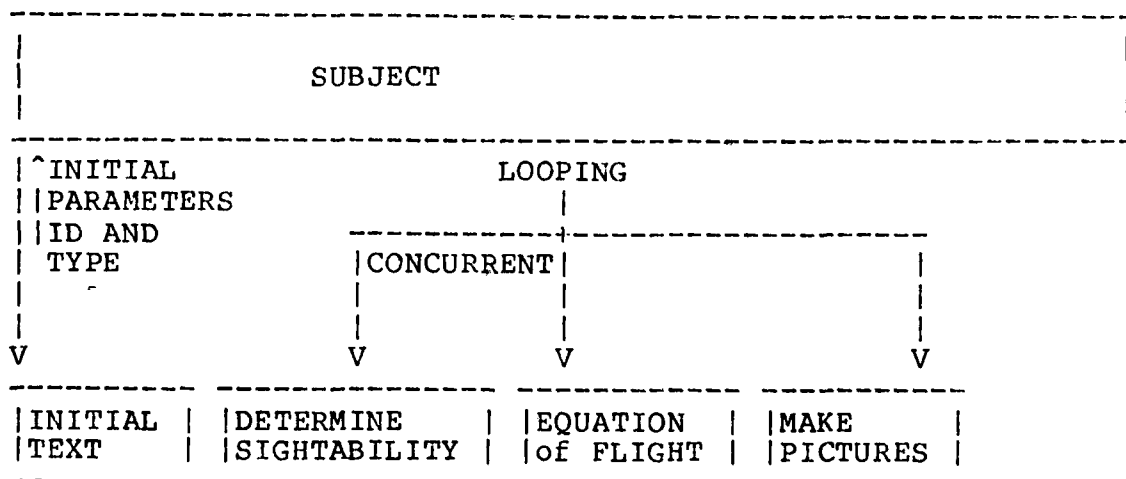 SUBJECT
^INITIAL LOOPING
PARAMETERS
ID AND
TYPE CONCURRENT
V V V V
INITIAL DETERMINE EQUATION MAKE
TEXT SIGHTABILITY of FLIGHT PICTURES